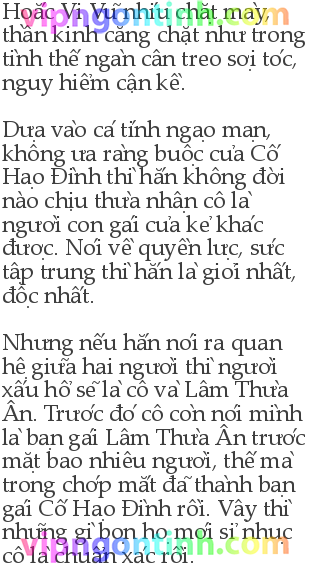 Hoặc Vi Vũ nhíu chặt mày,
thần kinh căng chặt như trong
tình thế ngàn cân treo sợi tóc,
nguy hiểm cận kề.
Dựa vào cá tính ngạo mạn,
không ưa ràng buộc của Cố
Hạo Đình thì hắn không đời
nào chịu thừa nhận cô là
người con gái của kẻ khác
được. Nói về quyền lực, sức
tập trung thì hắn là giỏi nhất,
độc nhất.
Nhưng nếu hắn nói ra quan
hệ giữa hai người thì người
xấu hổ sẽ là cô và Lâm Thừa
Ân. Trước đó cô còn nói mình
là bạn gái Lâm Thừa Ân trước
mặt bao nhiêu người, thế mà
trong chớp mắt đã thành bạn
gái Cố Hạo Đình rồi. Vậy thì
những gì bọn họ mới sỉ nhục
cô là chuẩn xác rồi.
vipngontinh.com
vipngontinh.com